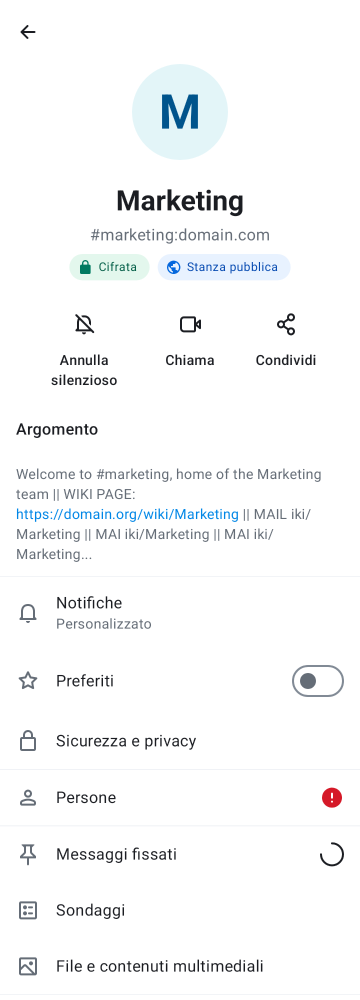 M
Marketing
#marketing:domain.com
Cifrata
Stanza pubblica
Annulla
silenzioso
Chiama
Condividi
Argomento
Welcome to #marketing, home of the Marketing
team || WIKI PAGE:
https://domain.org/wiki/Marketing || MAIL iki/
Marketing || MAI iki/Marketing || MAI iki/
Marketing...
Notifiche
Personalizzato
Preferiti
Sicurezza e privacy
Persone
Messaggi fissati
Sondaggi
File e contenuti multimediali